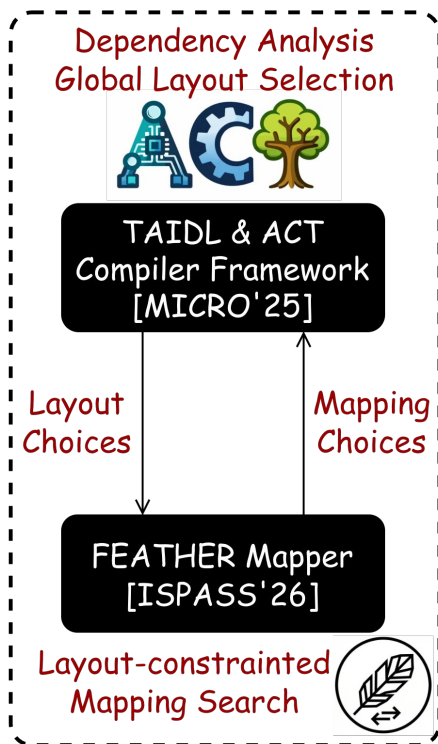 Dependency Analysis
Global Layout Selection
ACT
TAIDL & ACT
Compiler Framework
[MICRO'25]
Layout
Choices
Mapping
Choices
FEATHER Mapper
[ISPASS'26]
Layout-constrainted
Mapping Search